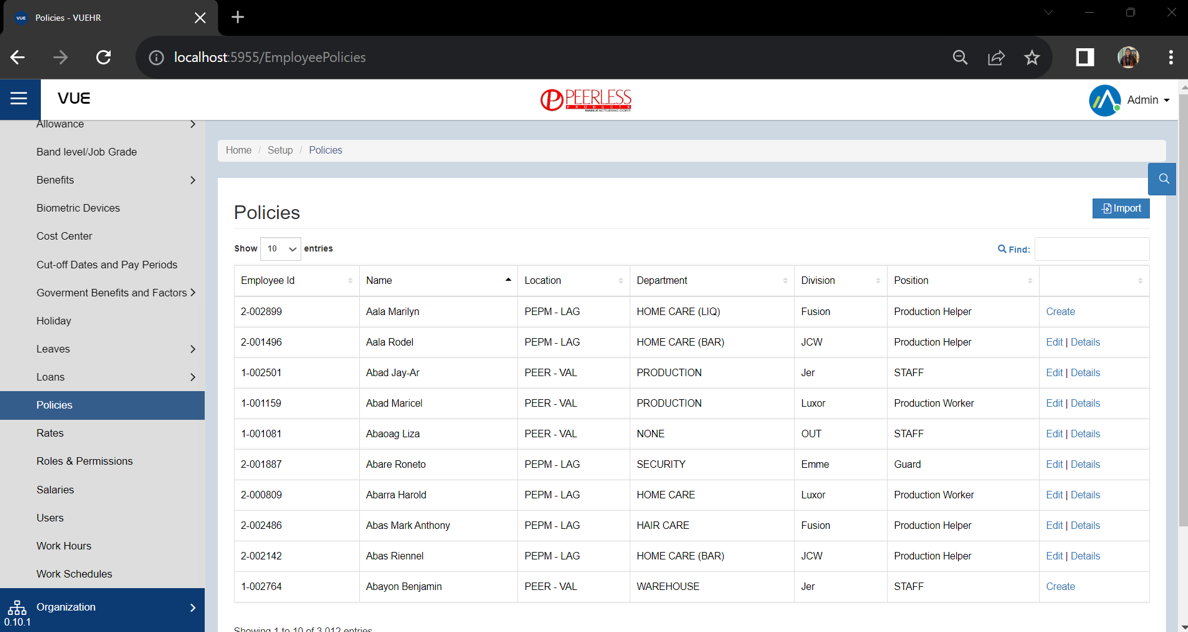 VUE Policies - VUEHR
localhost:5955/EmployeePolicies
VUE PEERLESS Admin
Allowance
Home / Setup / Policies
Band level/Job Grade
Benefits
Biometric Devices
Cost Center
Cut-off Dates and Pay Periods
Goverment Benefits and Factors
Holiday
Leaves
Loans
Policies
Rates
Roles & Permissions
Salaries
Users
Work Hours
Work Schedules
Organization
0.10.1
Policies Import
Show 10 entries Find:
Employee Id Name Location Department Division Position
2-002899 Aala Marilyn PEPM - LAG HOME CARE (LIQ) Fusion Production Helper Create
2-001496 Aala Rodel PEPM - LAG HOME CARE (BAR) JCW Production Helper Edit | Details
1-002501 Abad Jay-Ar PEER - VAL PRODUCTION Jer STAFF Edit | Details
1-001159 Abad Maricel PEER - VAL PRODUCTION Luxor Production Worker Edit | Details
1-001081 Abaoag Liza PEER - VAL NONE OUT STAFF Edit | Details
2-001887 Abare Roneto PEPM - LAG SECURITY Emme Guard Edit | Details
2-000809 Abarra Harold PEPM - LAG HOME CARE Luxor Production Worker Edit | Details
2-002486 Abas Mark Anthony PEPM - LAG HAIR CARE Fusion Production Helper Edit | Details
2-002142 Abas Riennel PEPM - LAG HOME CARE (BAR) JCW Production Helper Edit | Details
1-002764 Abayon Benjamin PEER - VAL WAREHOUSE Jer STAFF Create
Showing 1 to 10 of 3,012 entries